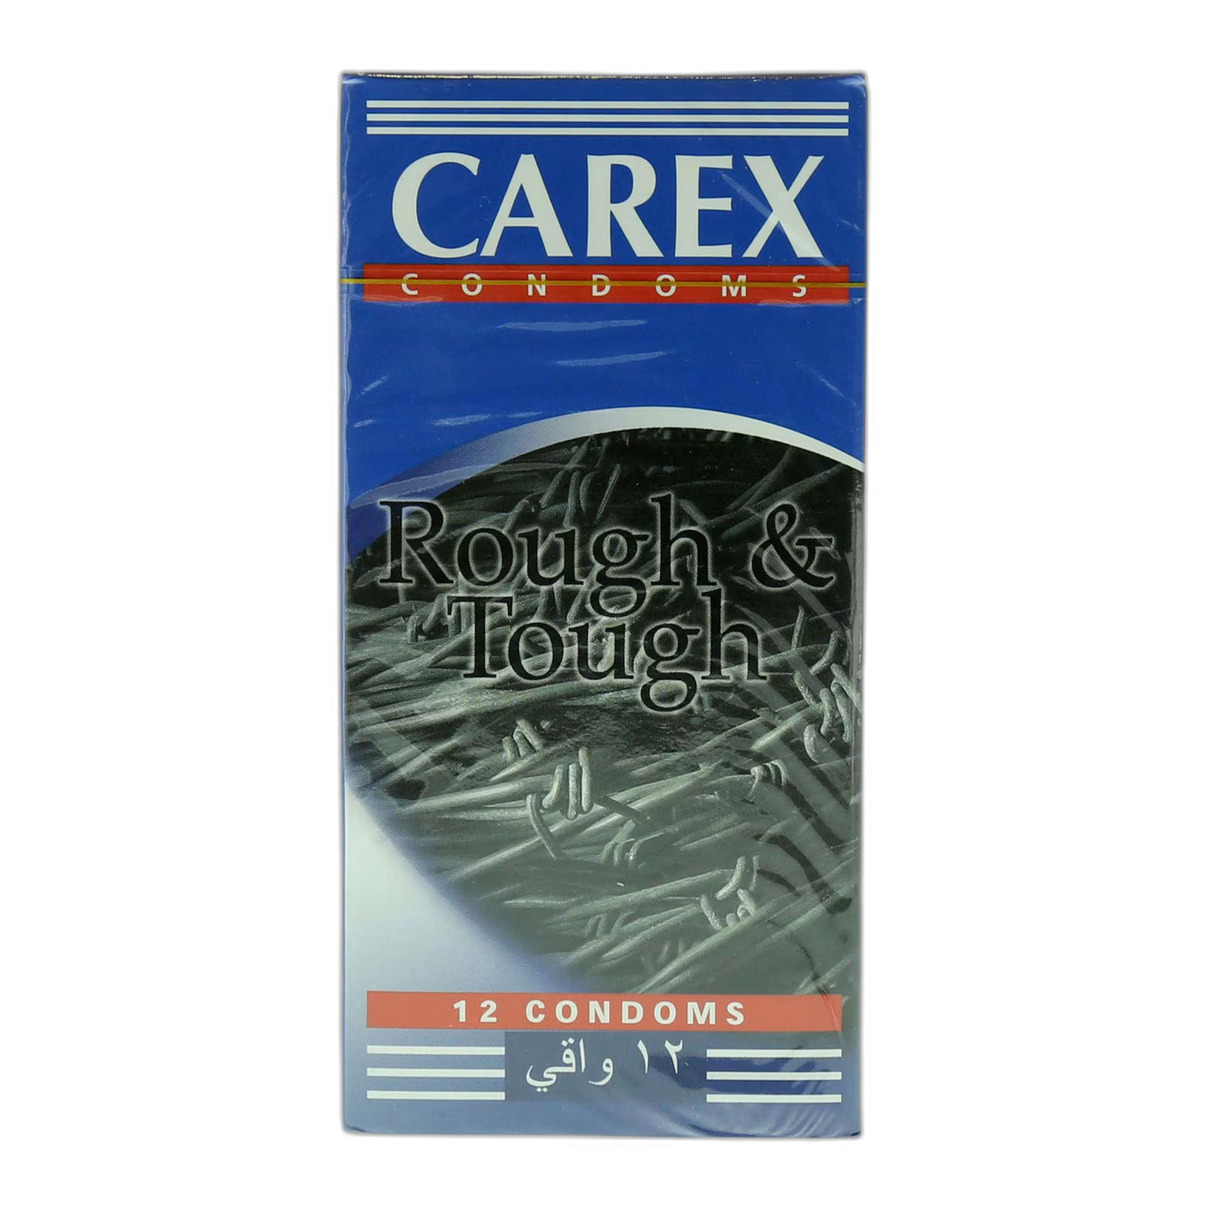 CAREX
CONDOMS
Rough &
Tough
12 CONDOMS
١٢ واقي